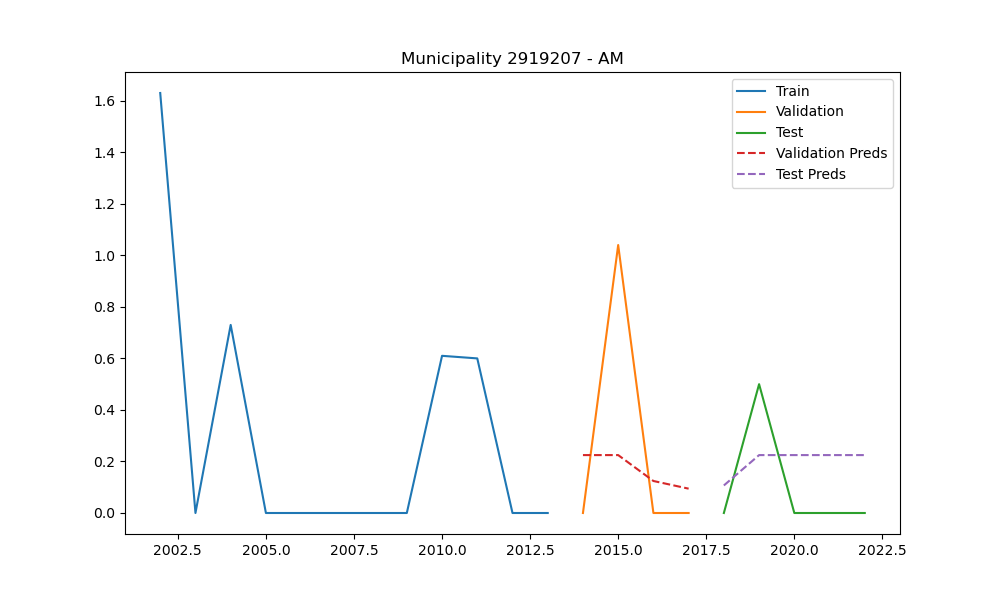 Municipality 2919207 - AM
Train
Validation
Test
Validation Preds
Test Preds
1.6
1.4
1.2
1.0
0.8
0.6
0.4
0.2
0.0
2002.5 2005.0 2007.5 2010.0 2012.5 2015.0 2017.5 2020.0 2022.5